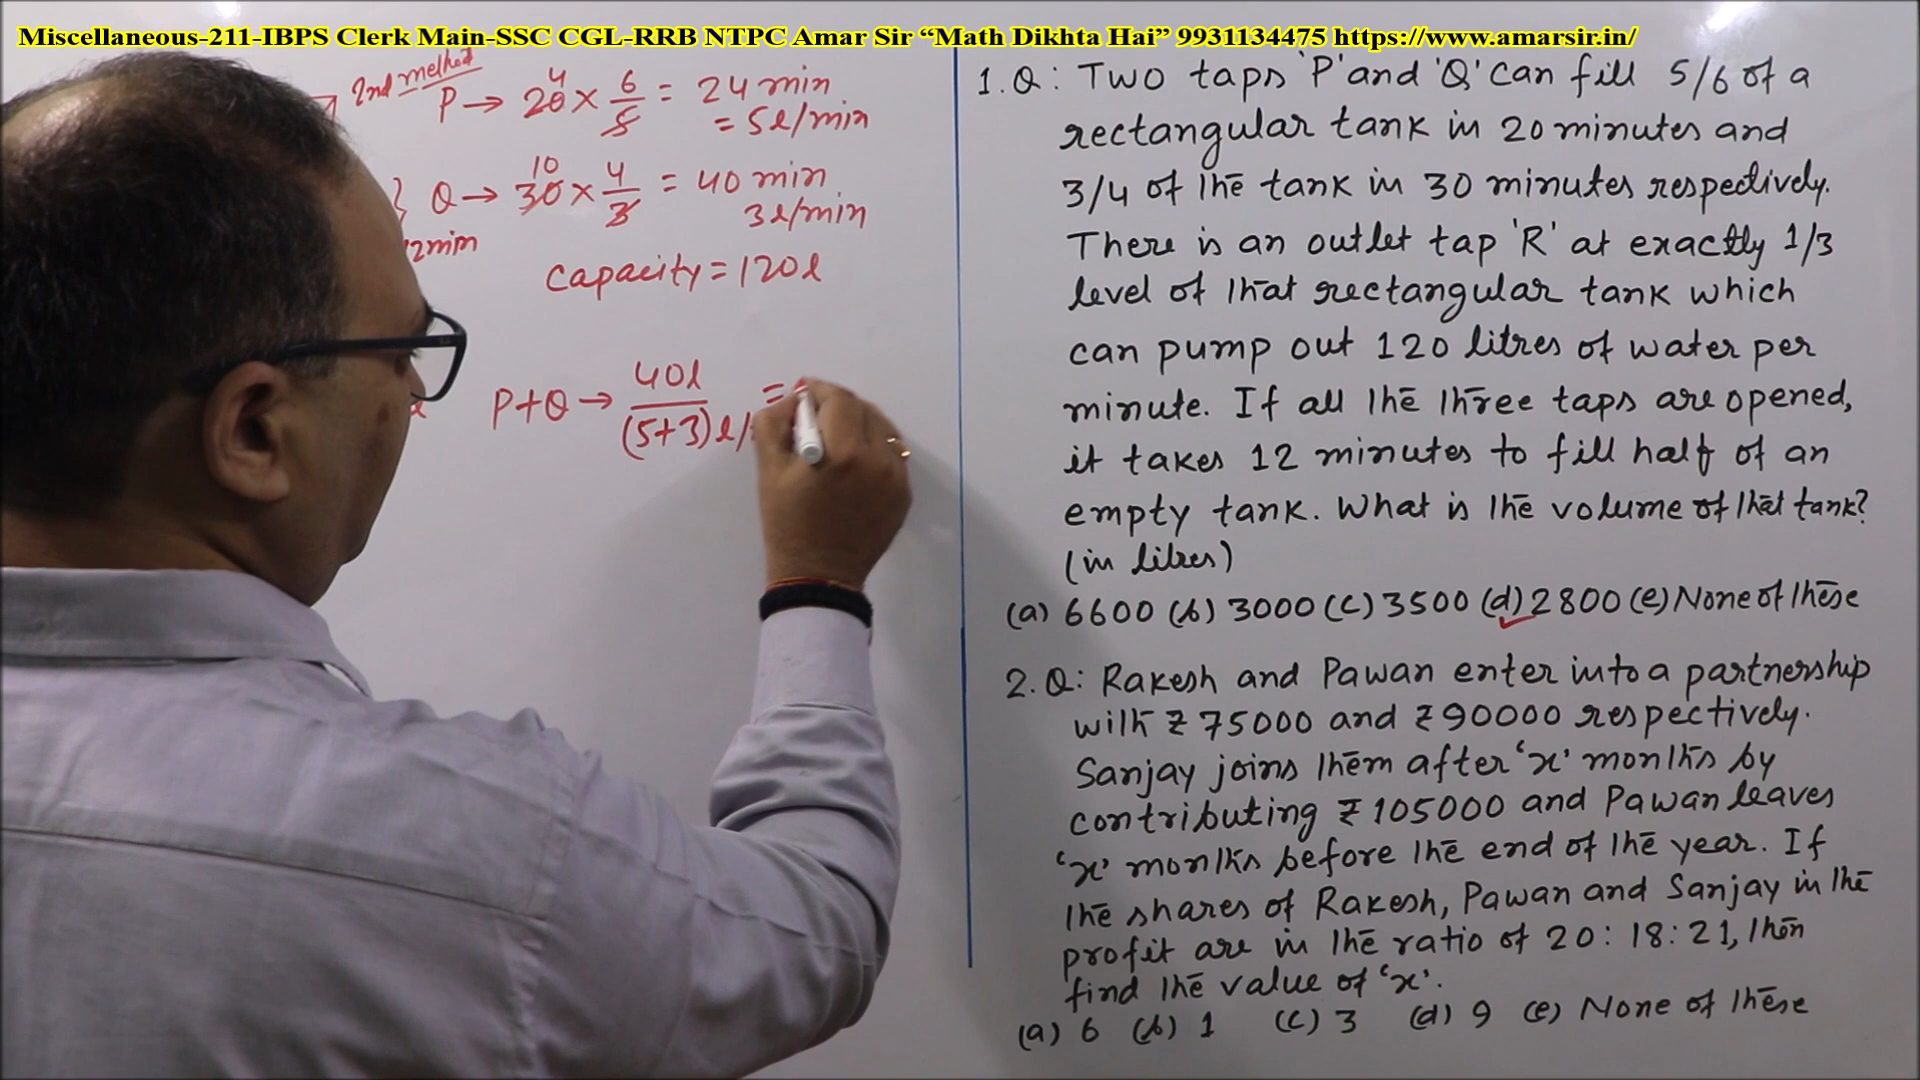 Miscellaneous-211-IBPS Clerk Main-SSC CGL-RRB NTPC Amar Sir “Math Dikhta Hai” 9931134475 https://www.amarsir.in/
2nd method
P → 20 4 × 6/5 = 24 min
= 5l/min
Q → 30 10 × 4/3 = 40 min
3l/min
12min
capacity = 120l
P+Q → 40l
(5+3)l/ =
1.Q: Two taps 'P' and 'Q' can fill 5/6 of a
rectangular tank in 20 minutes and
3/4 of the tank in 30 minutes respectively.
There is an outlet tap 'R' at exactly 1/3
level of that rectangular tank which
can pump out 120 litres of water per
minute. If all the three taps are opened,
it takes 12 minutes to fill half of an
empty tank. What is the volume of that tank?
(in litres)
(a) 6600 (b) 3000 (c) 3500 (d) 2800 (e) None of these
2.Q: Rakesh and Pawan enter into a partnership
with ₹ 75000 and ₹ 90000 respectively.
Sanjay joins them after 'x' months by
contributing ₹ 105000 and Pawan leaves
'x' months before the end of the year. If
the shares of Rakesh, Pawan and Sanjay in the
profit are in the ratio of 20:18:21, then
find the value of 'x'.
(a) 6 (b) 1 (c) 3 (d) 9 (e) None of these